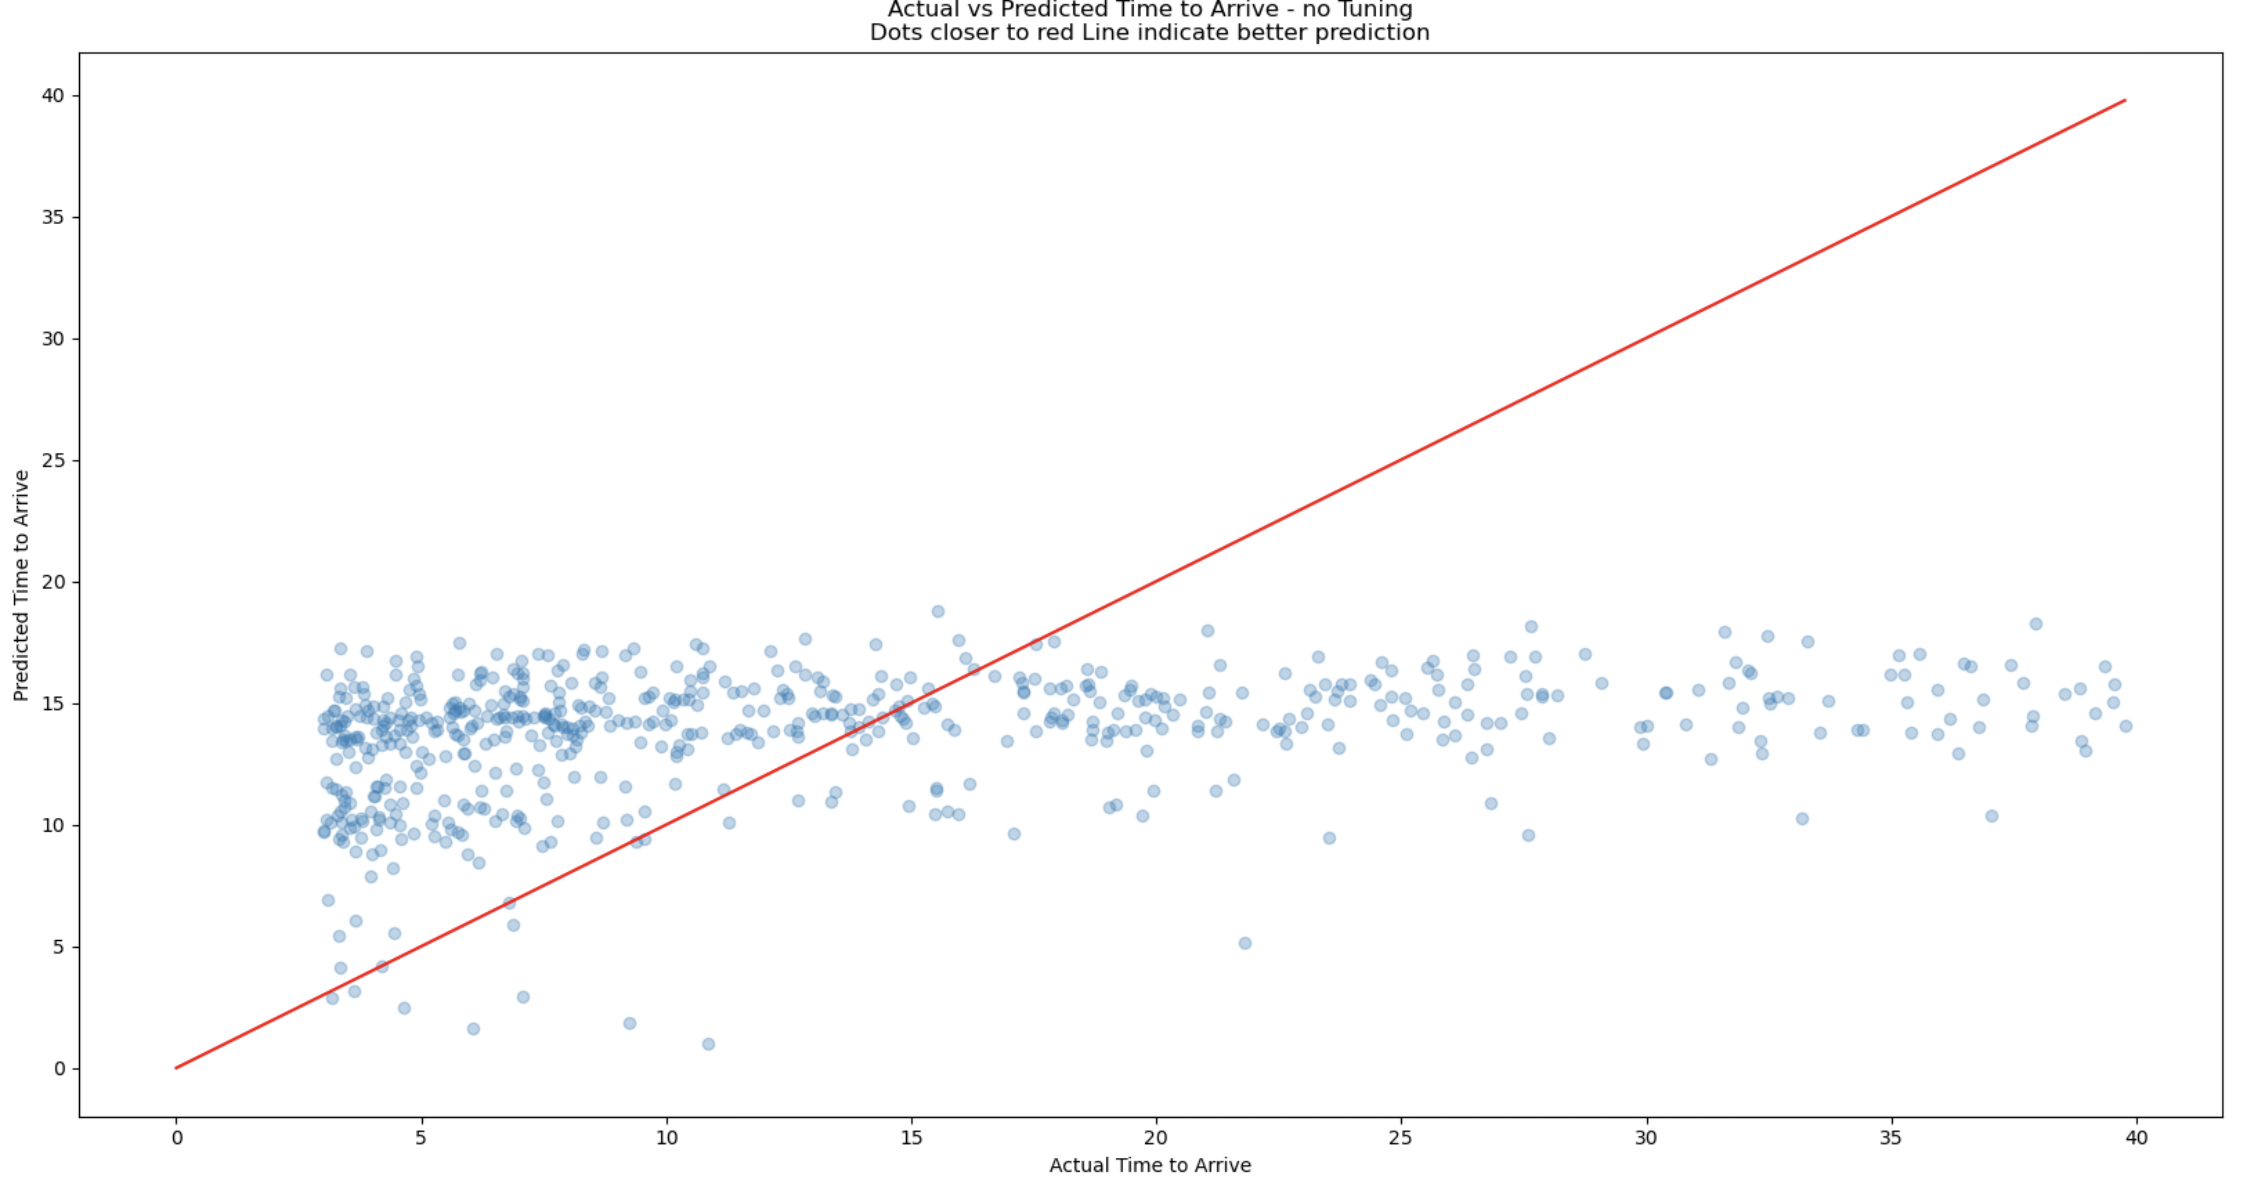 Actual vs Predicted Time to Arrive - no Tuning
Dots closer to red Line indicate better prediction
40
35
30
25
20
15
10
5
0
Predicted Time to Arrive
0 5 10 15 20 25 30 35 40
Actual Time to Arrive